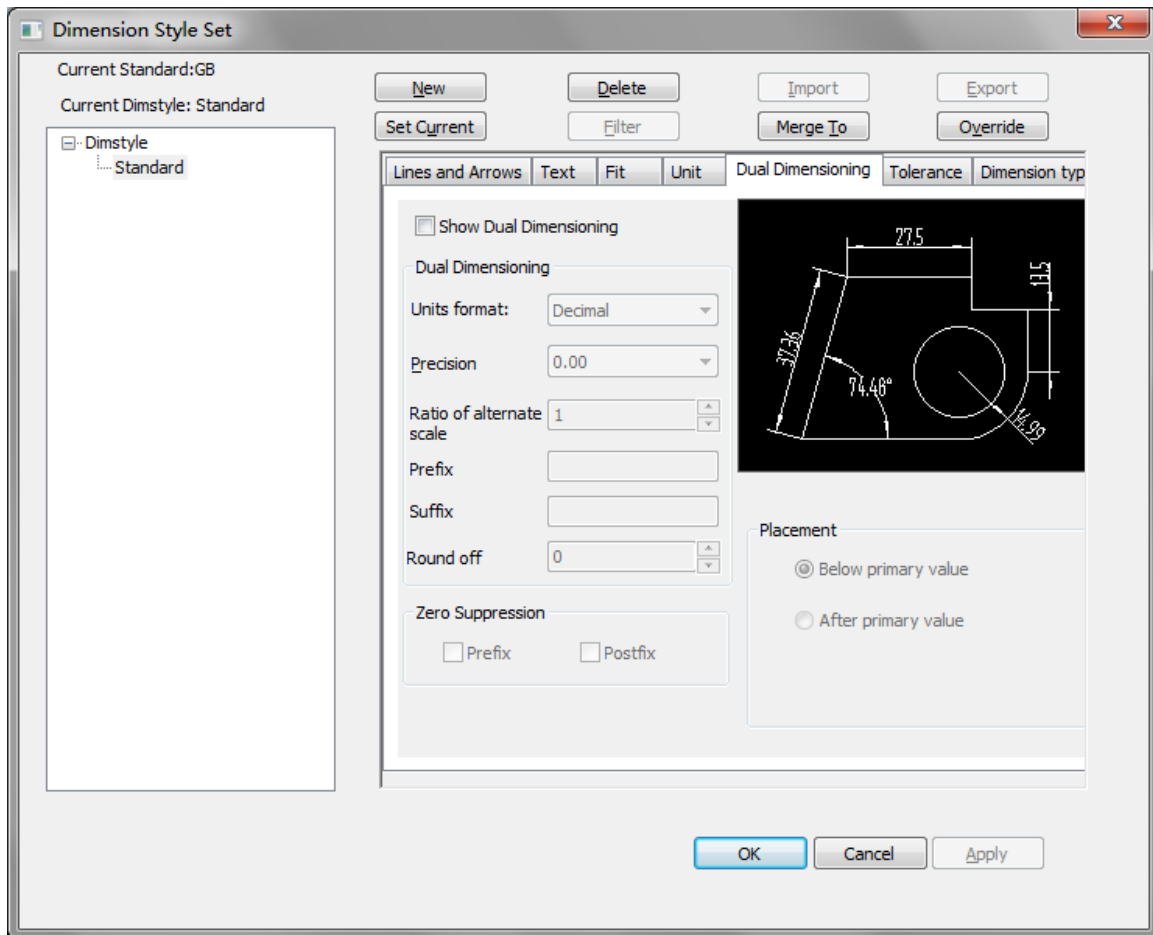 Dimension Style Set
X
Current Standard:GB
Current Dimstyle: Standard
New Delete Import Export
Set Current Filter Merge To Override
Dimstyle
Standard
Lines and Arrows Text Fit Unit Dual Dimensioning Tolerance Dimension typ
Show Dual Dimensioning
Dual Dimensioning
Units format: Decimal
Precision 0.00
Ratio of alternate scale 1
Prefix
Suffix
Round off 0
Zero Suppression
Prefix Postfix
27.5
13.5
37.36
74.46°
14.99
Placement
Below primary value
After primary value
OK Cancel Apply